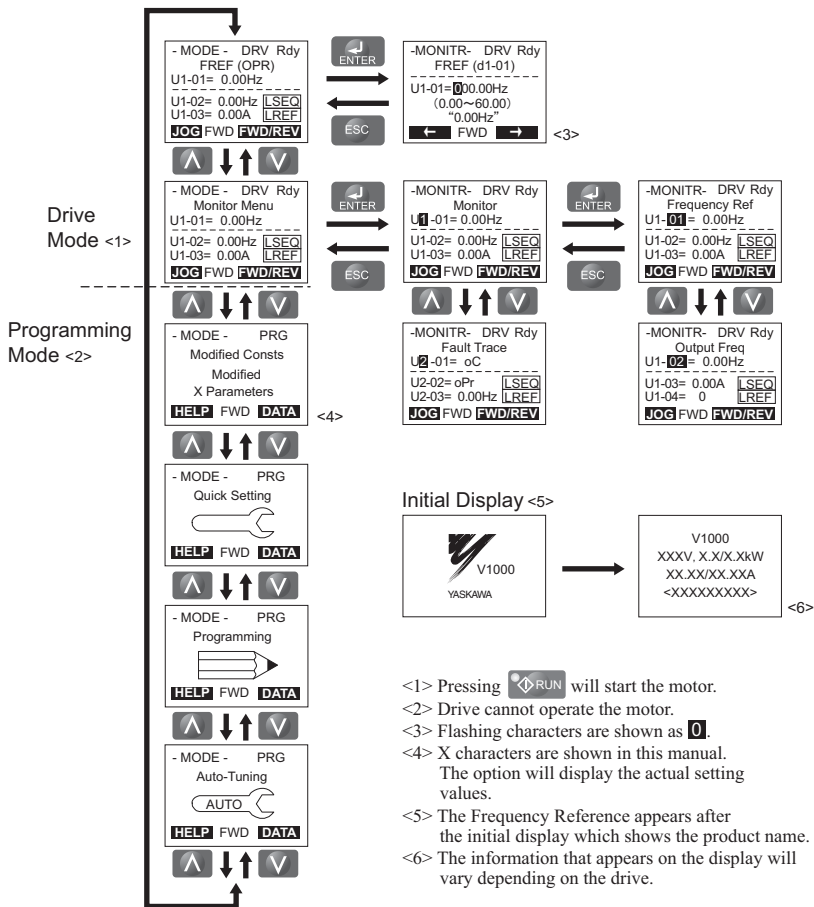 - MODE -   DRV Rdy
FREF (OPR)
U1-01=  0.00Hz
U1-02=  0.00Hz LSEQ
U1-03=  0.00A  LREF
JOG FWD FWD/REV
ENTER
ESC
-MONITR-  DRV Rdy
FREF (d1-01)
U1-01=000.00Hz
(0.00～60.00)
“0.00Hz”
← FWD →
<3>
Drive
Mode <1>
- MODE -   DRV Rdy
Monitor Menu
U1-01=  0.00Hz
U1-02=  0.00Hz LSEQ
U1-03=  0.00A  LREF
JOG FWD FWD/REV
ENTER
ESC
-MONITR-  DRV Rdy
Monitor
U1 -01= 0.00Hz
U1-02=  0.00Hz LSEQ
U1-03=  0.00A  LREF
JOG FWD FWD/REV
ENTER
ESC
-MONITR-  DRV Rdy
Frequency Ref
U1- 01 =  0.00Hz
U1-02=  0.00Hz LSEQ
U1-03=  0.00A  LREF
JOG FWD FWD/REV
Programming
Mode <2>
- MODE -   PRG
Modified Consts
Modified
X Parameters
HELP FWD DATA
<4>
-MONITR-  DRV Rdy
Fault Trace
U2 -01=  oC
U2-02= oPr  LSEQ
U2-03=  0.00Hz LREF
JOG FWD FWD/REV
-MONITR-  DRV Rdy
Output Freq
U1- 02 =  0.00Hz
U1-03=  0.00A  LSEQ
U1-04=   0  LREF
JOG FWD FWD/REV
- MODE -   PRG
Quick Setting
HELP FWD DATA
- MODE -   PRG
Programming
HELP FWD DATA
- MODE -   PRG
Auto-Tuning
AUTO
HELP FWD DATA
Initial Display <5>
V1000
YASKAWA
V1000
XXXV, X.X/X.XkW
XX.XX/XX.XXA
<XXXXXXXXX>
<6>
<1> Pressing RUN will start the motor.
<2> Drive cannot operate the motor.
<3> Flashing characters are shown as 0.
<4> X characters are shown in this manual.
The option will display the actual setting
values.
<5> The Frequency Reference appears after
the initial display which shows the product name.
<6> The information that appears on the display will
vary depending on the drive.